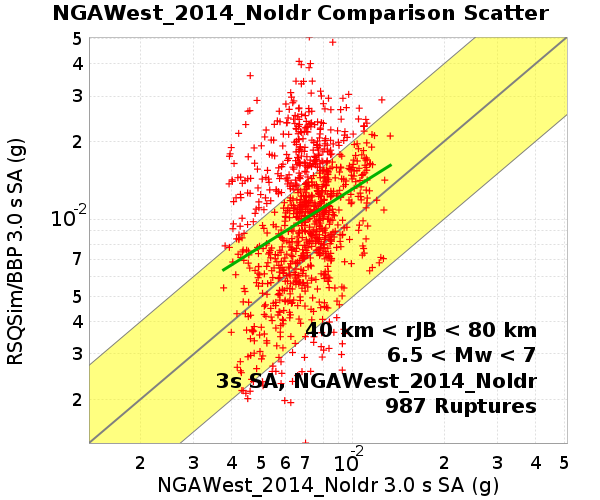 NGAWest_2014_NoIdr Comparison Scatter
RSQSim/BBP 3.0 s SA (g)
5
4
3
2
10-2
7
5
4
3
2
40 km < rJB < 80 km
6.5 < Mw < 7
3s SA, NGAWest_2014_NoIdr
987 Ruptures
2 3 4 5 6 7 10-2 2 3 4 5
NGAWest_2014_NoIdr 3.0 s SA (g)